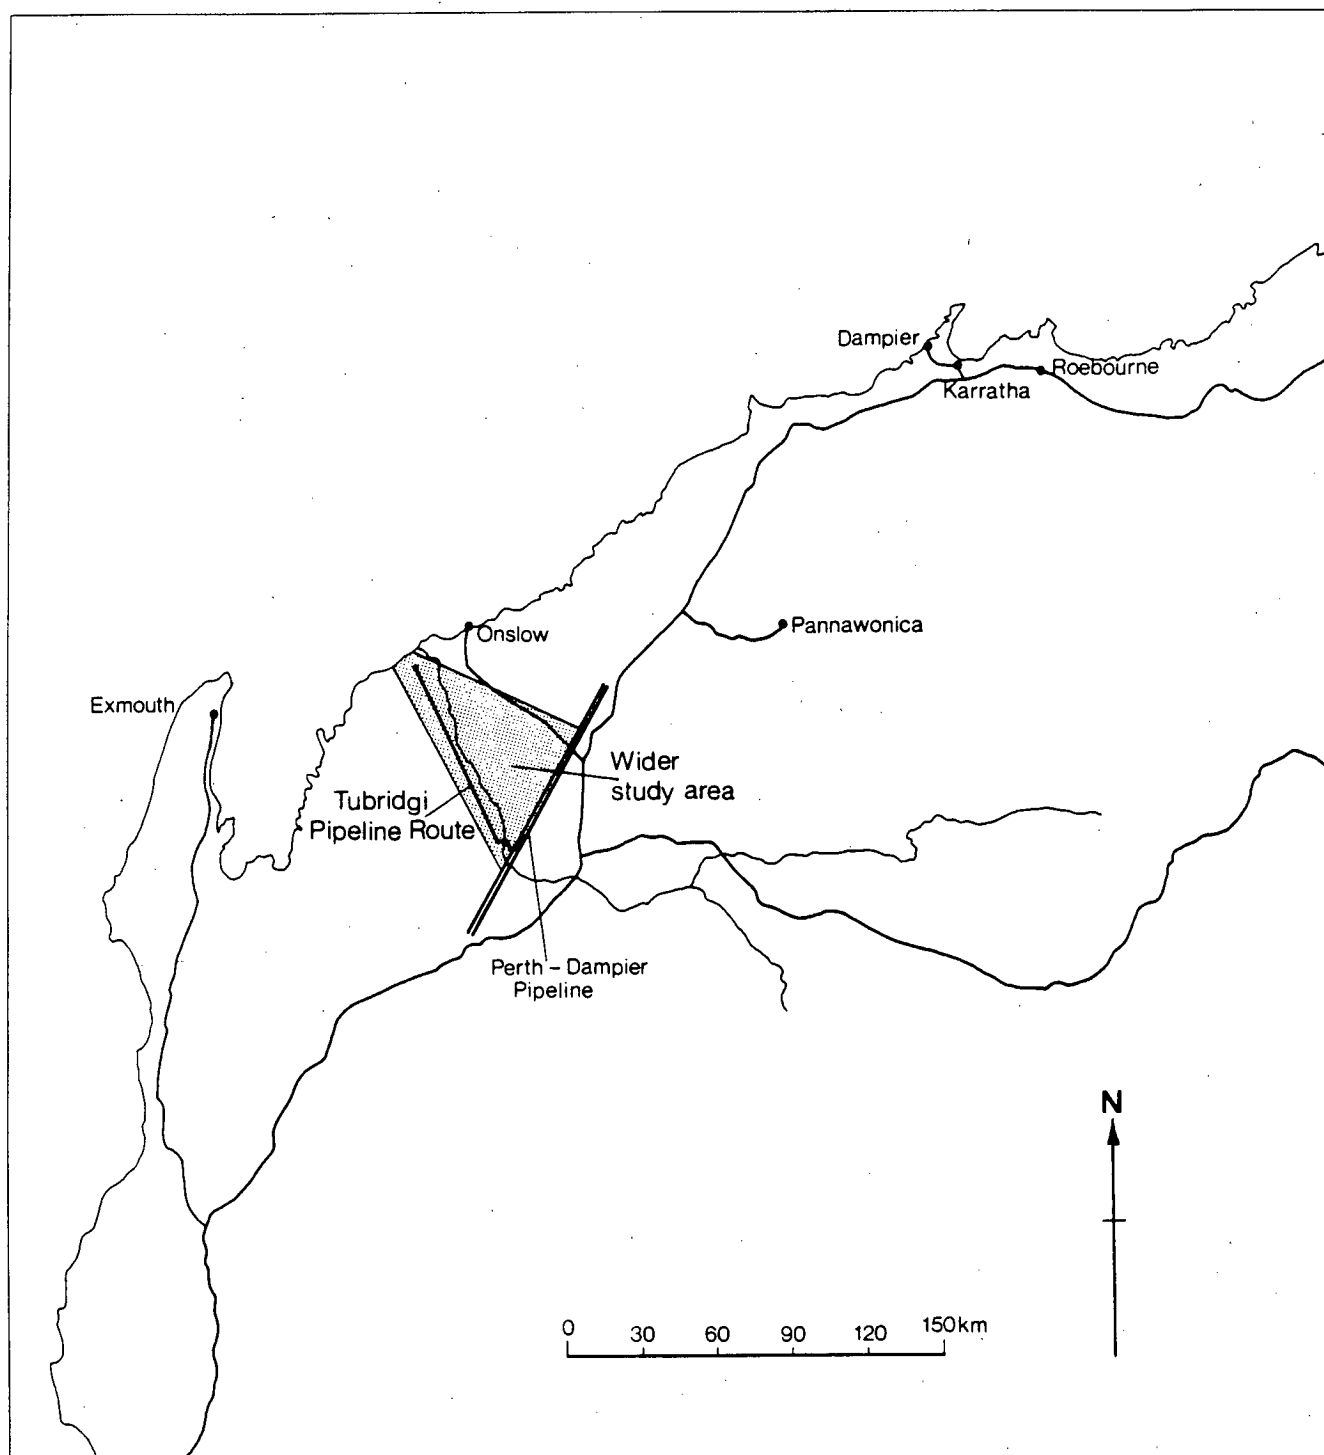 Dampier
Roebourne
Karratha
Onslow
Pannawonica
Exmouth
Wider
study area
Tubridgi
Pipeline Route
Perth – Dampier
Pipeline
N
0 30 60 90 120 150km